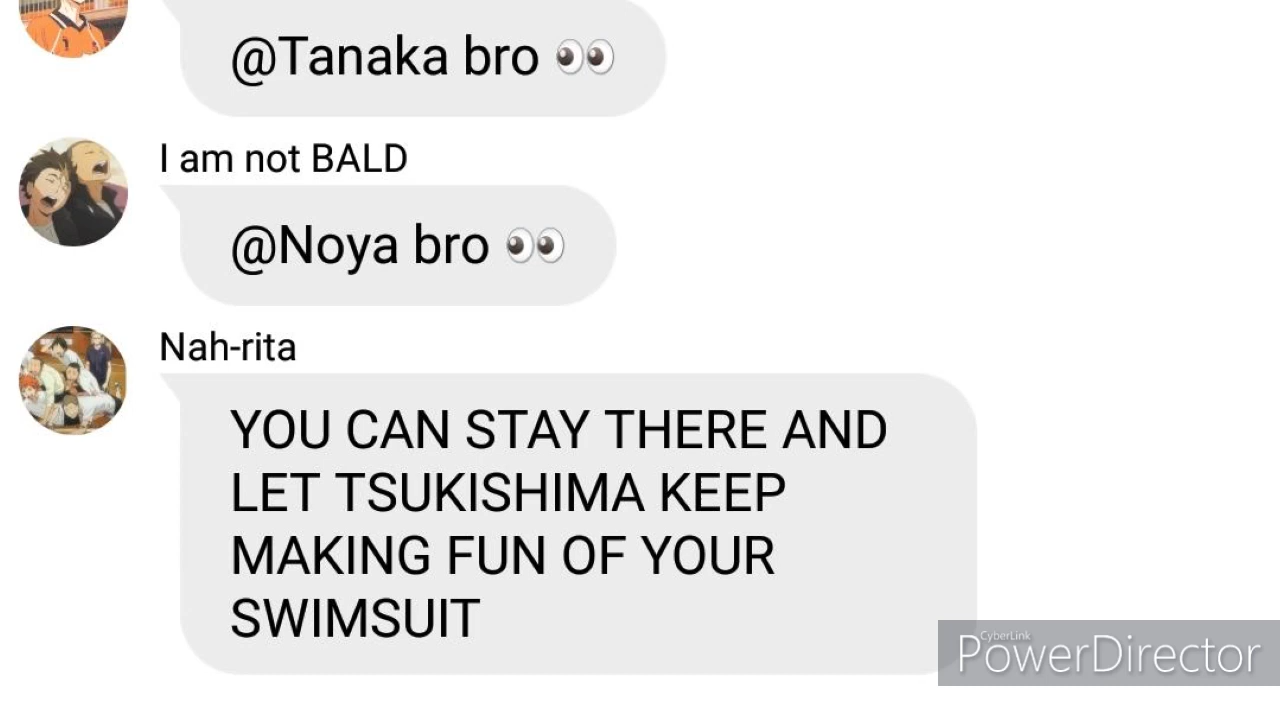 @Tanaka bro 👀
I am not BALD
@Noya bro 👀
Nah-rita
YOU CAN STAY THERE AND
LET TSUKISHIMA KEEP
MAKING FUN OF YOUR
SWIMSUIT
CyberLink
PowerDirector